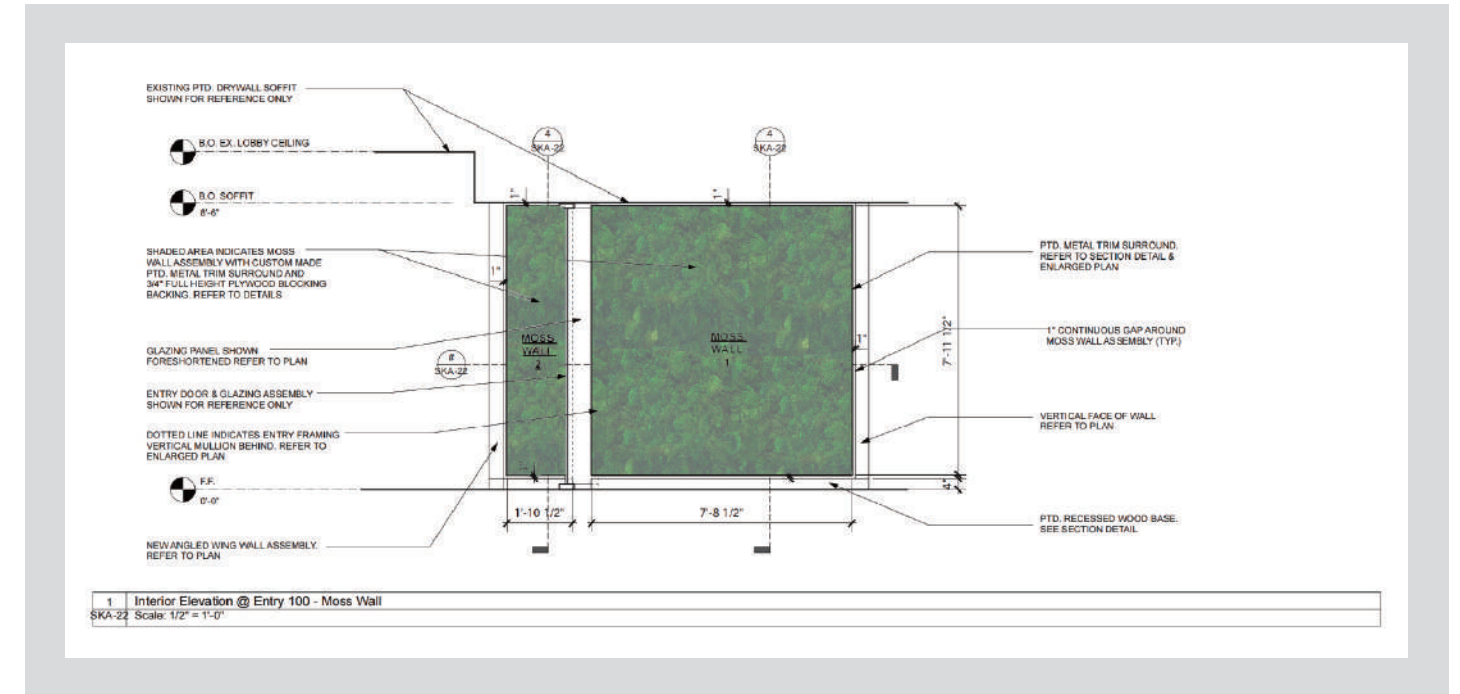 EXISTING PTD. DRYWALL SOFFIT
SHOWN FOR REFERENCE ONLY
B.O. EX. LOBBY CEILING
4
SKA-22
4
SKA-22
B.O. SOFFIT
8'-6"
1"
1"
SHADED AREA INDICATES MOSS
WALL ASSEMBLY WITH CUSTOM MADE
PTD. METAL TRIM SURROUND AND
3/4" FULL HEIGHT PLYWOOD BLOCKING
BACKING. REFER TO DETAILS
1"
PTD. METAL TRIM SURROUND.
REFER TO SECTION DETAIL &
ENLARGED PLAN
GLAZING PANEL SHOWN
FORESHORTENED REFER TO PLAN
MOSS
WALL
2
MOSS
WALL
1
1"
7'-11 1/2"
1" CONTINUOUS GAP AROUND
MOSS WALL ASSEMBLY (TYP.)
SKA-22
ENTRY DOOR & GLAZING ASSEMBLY
SHOWN FOR REFERENCE ONLY
VERTICAL FACE OF WALL
REFER TO PLAN
DOTTED LINE INDICATES ENTRY FRAMING
VERTICAL MULLION BEHIND. REFER TO
ENLARGED PLAN
F.F.
0'-0"
4"
1'-10 1/2"
7'-8 1/2"
PTD. RECESSED WOOD BASE.
SEE SECTION DETAIL
NEW ANGLED WING WALL ASSEMBLY.
REFER TO PLAN
1 Interior Elevation @ Entry 100 - Moss Wall
SKA-22 Scale: 1/2" = 1'-0"